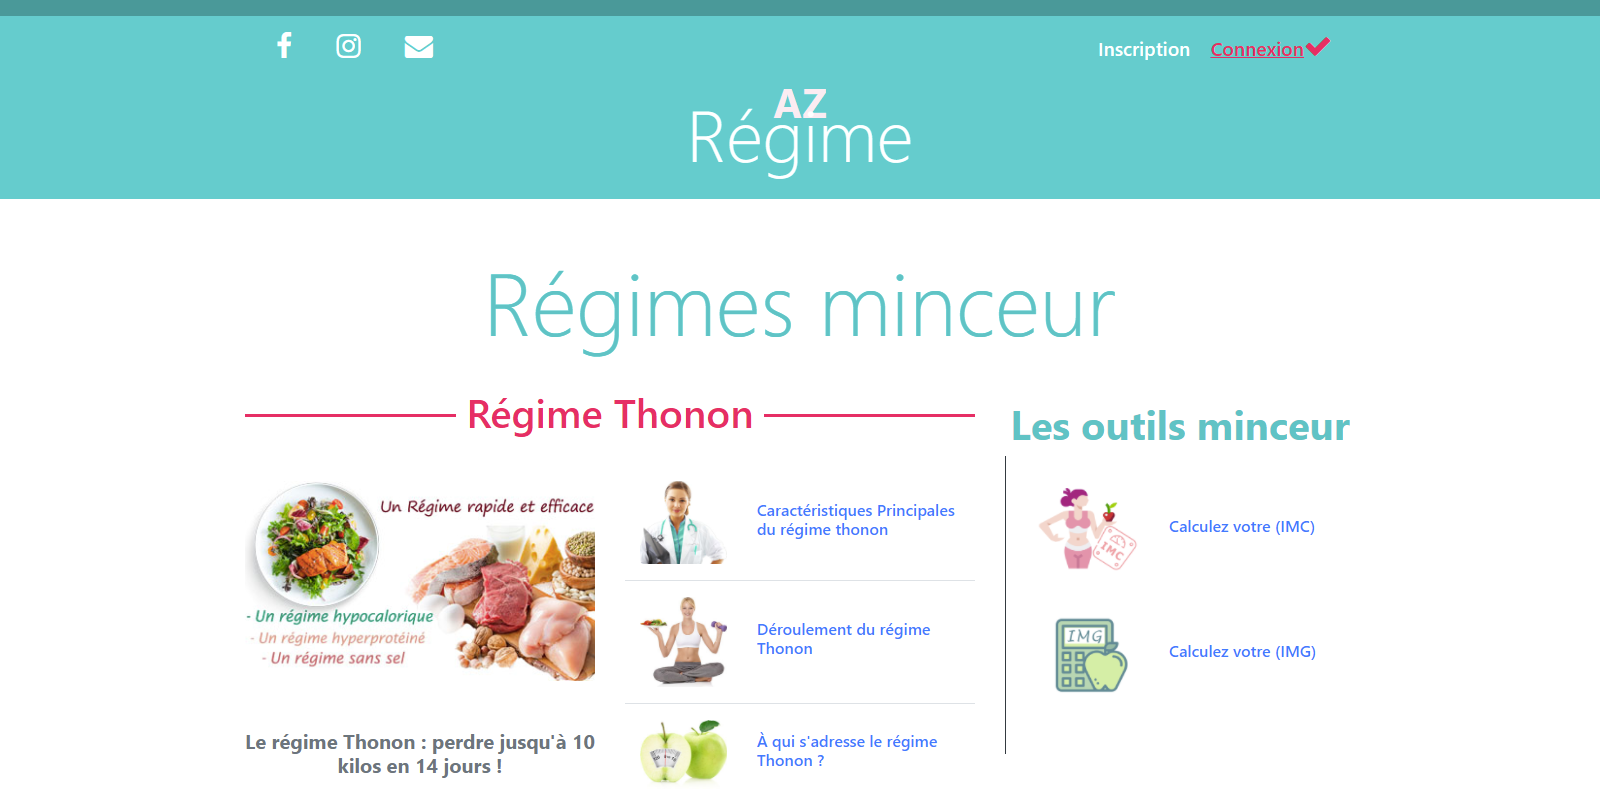 Inscription Connexion
AZ
Régime
Régimes minceur
Régime Thonon
Les outils minceur
Un Régime rapide et efficace
- Un régime hypocalorique
- Un régime hyperprotéiné
- Un régime sans sel
Le régime Thonon : perdre jusqu'à 10
kilos en 14 jours !
Caractéristiques Principales
du régime thonon
Déroulement du régime
Thonon
À qui s'adresse le régime
Thonon ?
IMC
Calculez votre (IMC)
IMG
Calculez votre (IMG)